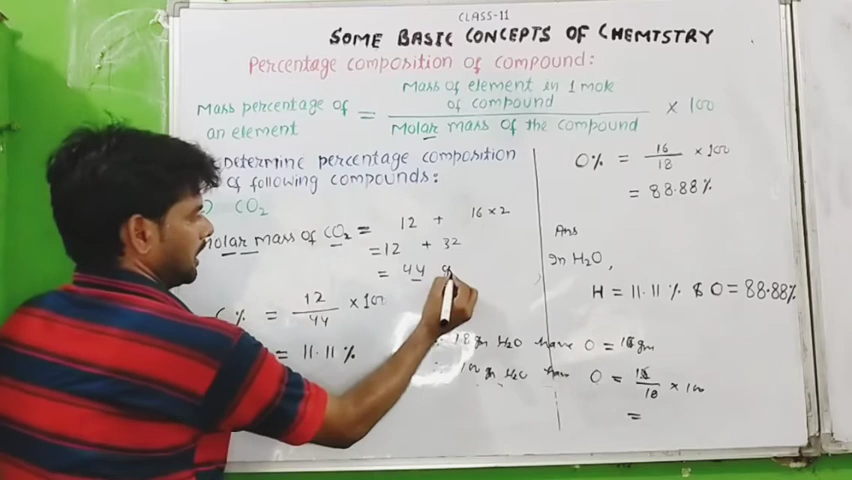 CLASS-11
SOME BASIC CONCEPTS OF CHEMTSTRY
Percentage composition of compound:
Mass percentage of an element = Mass of element in 1 mole of compound / Molar mass of the compound × 100
Determine percentage composition
of following compounds:
CO2
molar mass of CO2 = 12 + 16×2
= 12 + 32
= 44
% = 12/44 × 100
= 11.11%
O% = 16/18 × 100
= 88.88%
Ans
In H2O,
H = 11.11% & O = 88.88%
18 gm H2O have O = 16 gm
100 gm H2O have O = 16/18 × 100
=